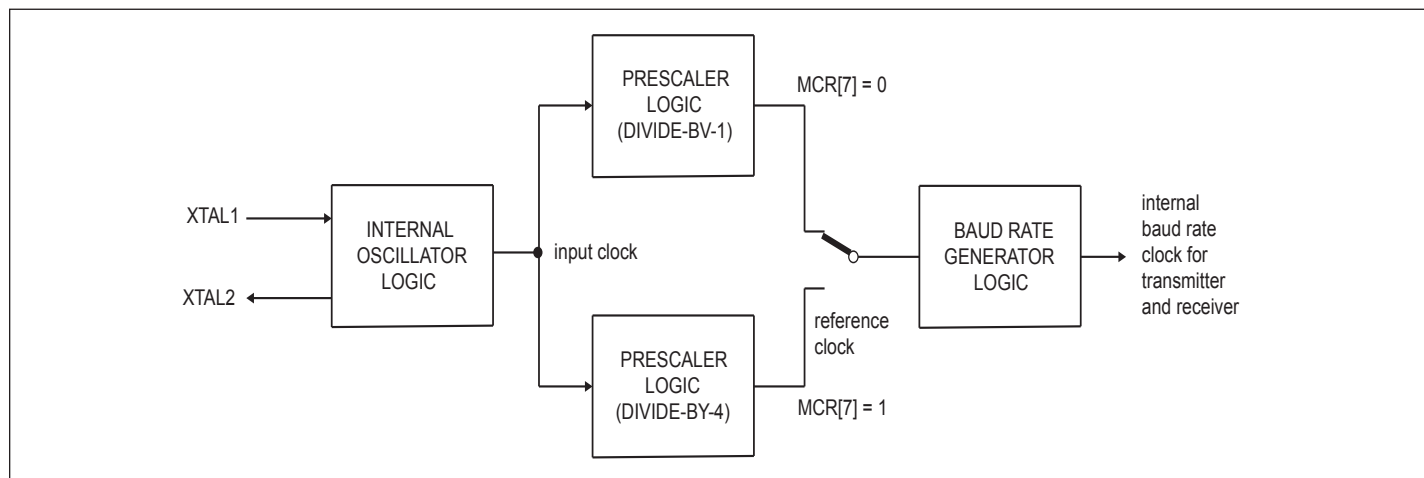 PRESCALER
LOGIC
(DIVIDE-BV-1)
MCR[7] = 0
XTAL1
XTAL2
INTERNAL
OSCILLATOR
LOGIC
input clock
BAUD RATE
GENERATOR
LOGIC
internal
baud rate
clock for
transmitter
and receiver
reference
clock
PRESCALER
LOGIC
(DIVIDE-BY-4)
MCR[7] = 1